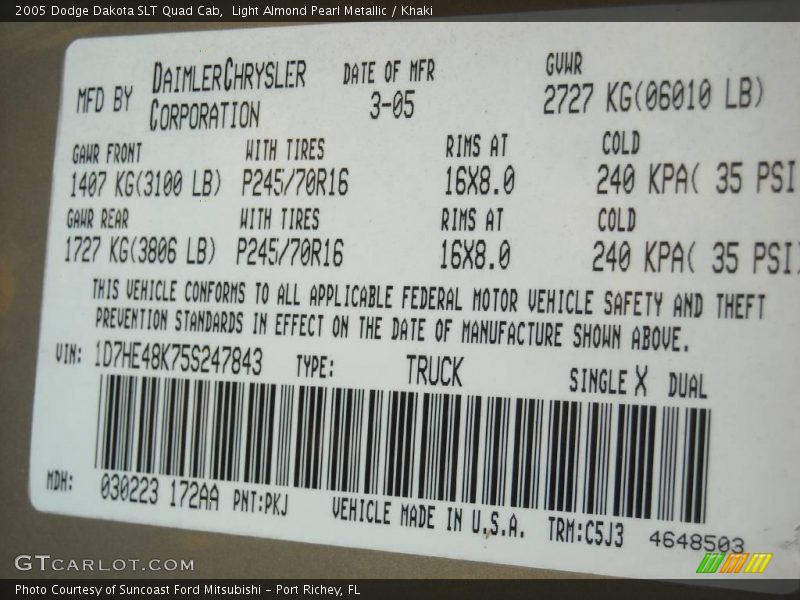 2005 Dodge Dakota SLT Quad Cab,  Light Almond Pearl Metallic / Khaki
MFD BY DAIMLERCHRYSLER CORPORATION DATE OF MFR 3-05 GVWR 2727 KG(06010 LB)
GAWR FRONT WITH TIRES RIMS AT COLD
1407 KG(3100 LB) P245/70R16 16X8.0 240 KPA( 35 PSI
GAWR REAR WITH TIRES RIMS AT COLD
1727 KG(3806 LB) P245/70R16 16X8.0 240 KPA( 35 PSI)
THIS VEHICLE CONFORMS TO ALL APPLICABLE FEDERAL MOTOR VEHICLE SAFETY AND THEFT
PREVENTION STANDARDS IN EFFECT ON THE DATE OF MANUFACTURE SHOWN ABOVE.
VIN: 1D7HE48K75S247843 TYPE: TRUCK SINGLE X DUAL
MDH: 030223 172AA PNT:PKJ VEHICLE MADE IN U.S.A. TRM:C5J3 4648503
GTCARLOT.COM
Photo Courtesy of Suncoast Ford Mitsubishi - Port Richey, FL